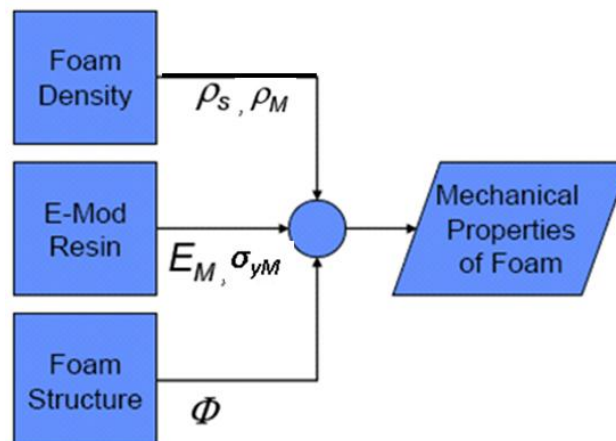 Foam
Density
ρs , ρM
E-Mod
Resin
EM , σyM
Mechanical
Properties
of Foam
Foam
Structure
Φ